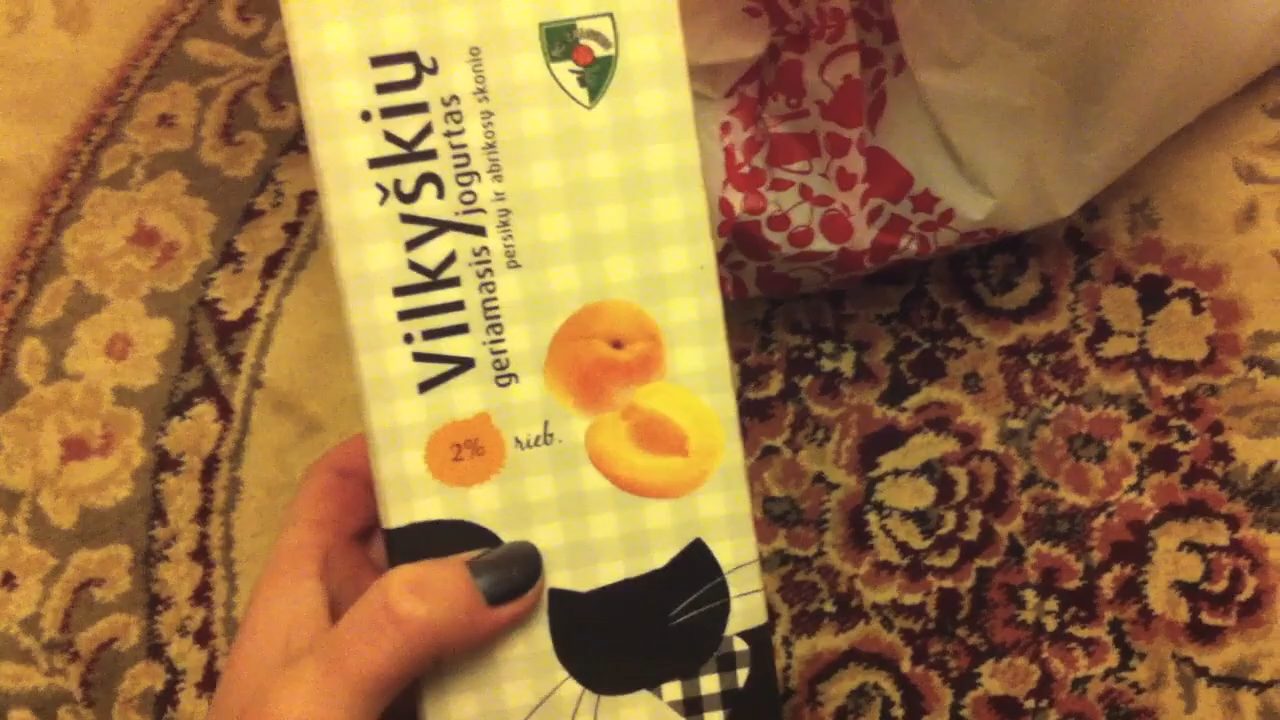 Vilkyškių
geriamasis jogurtas
persikų ir abrikosų skonio
2% rieb.